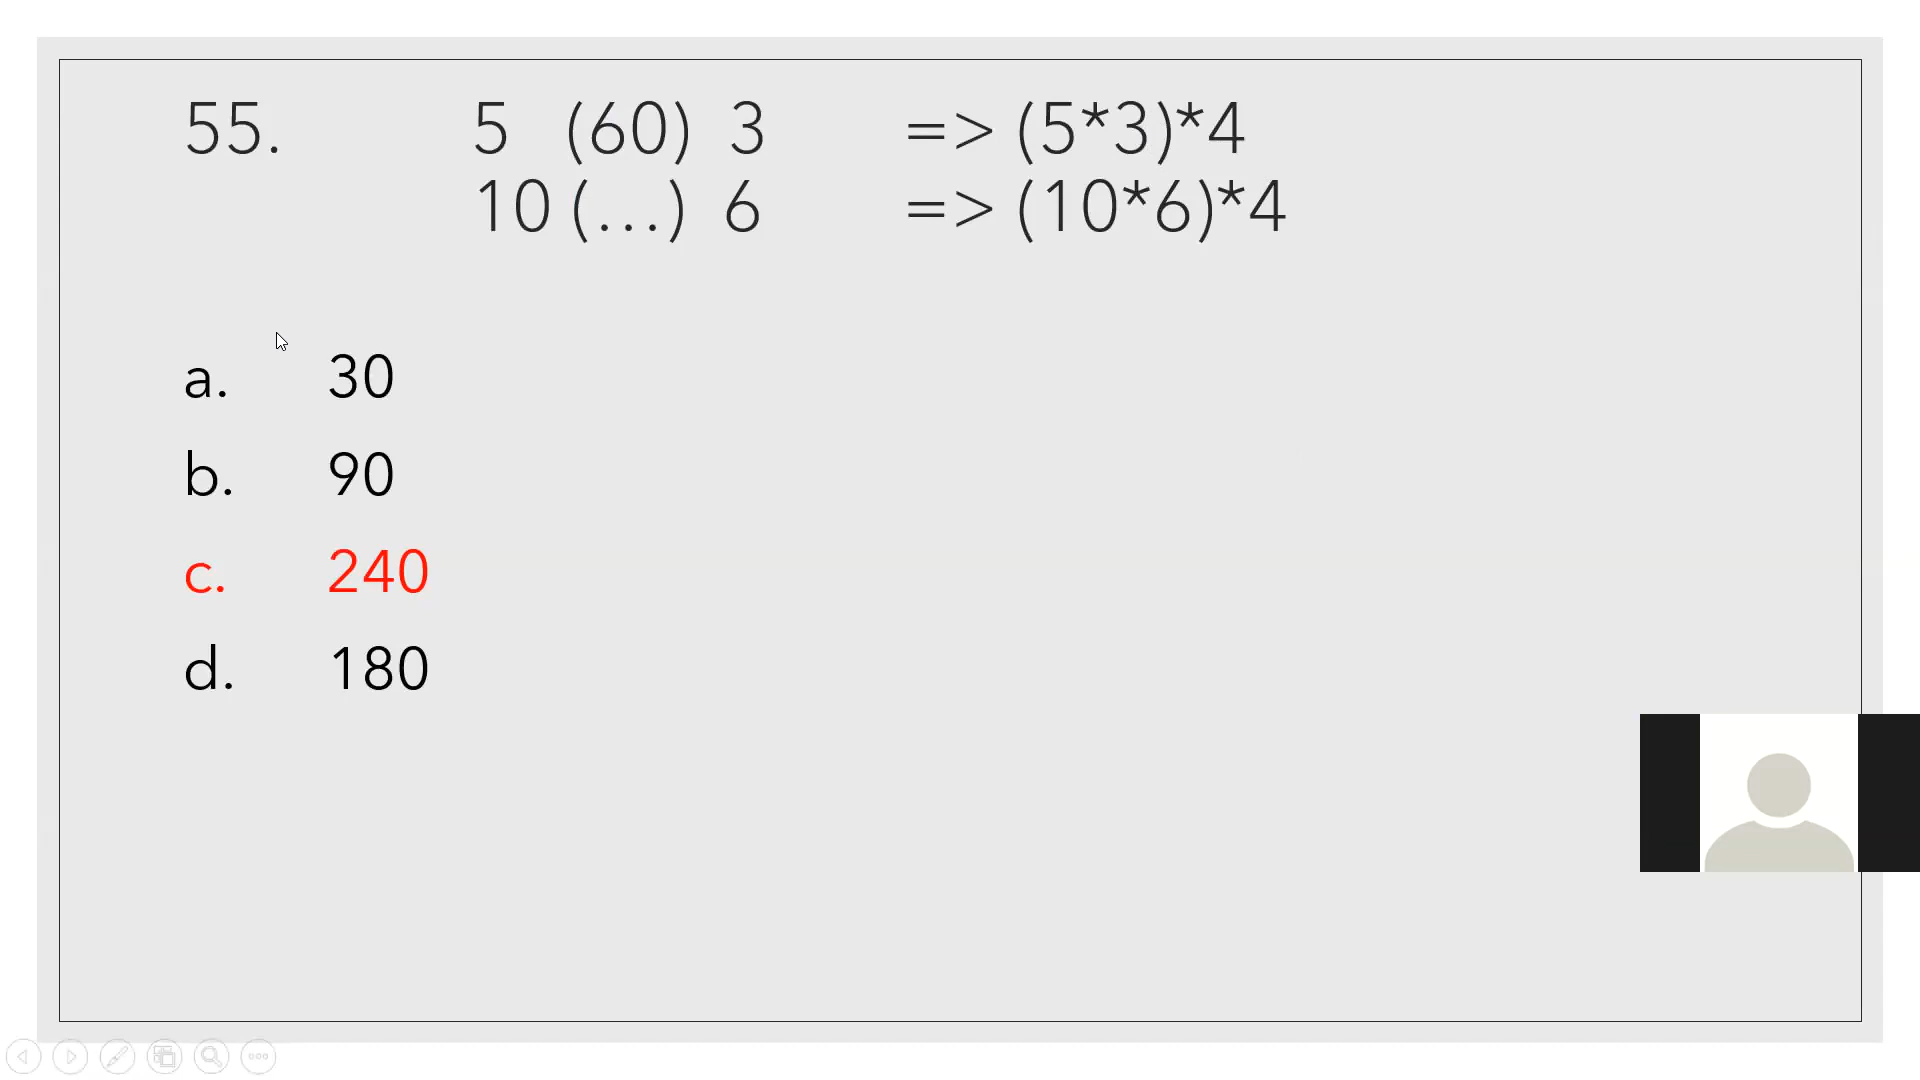 55. 5 (60) 3 => (5*3)*4
10 (...) 6 => (10*6)*4
a. 30
b. 90
c. 240
d. 180